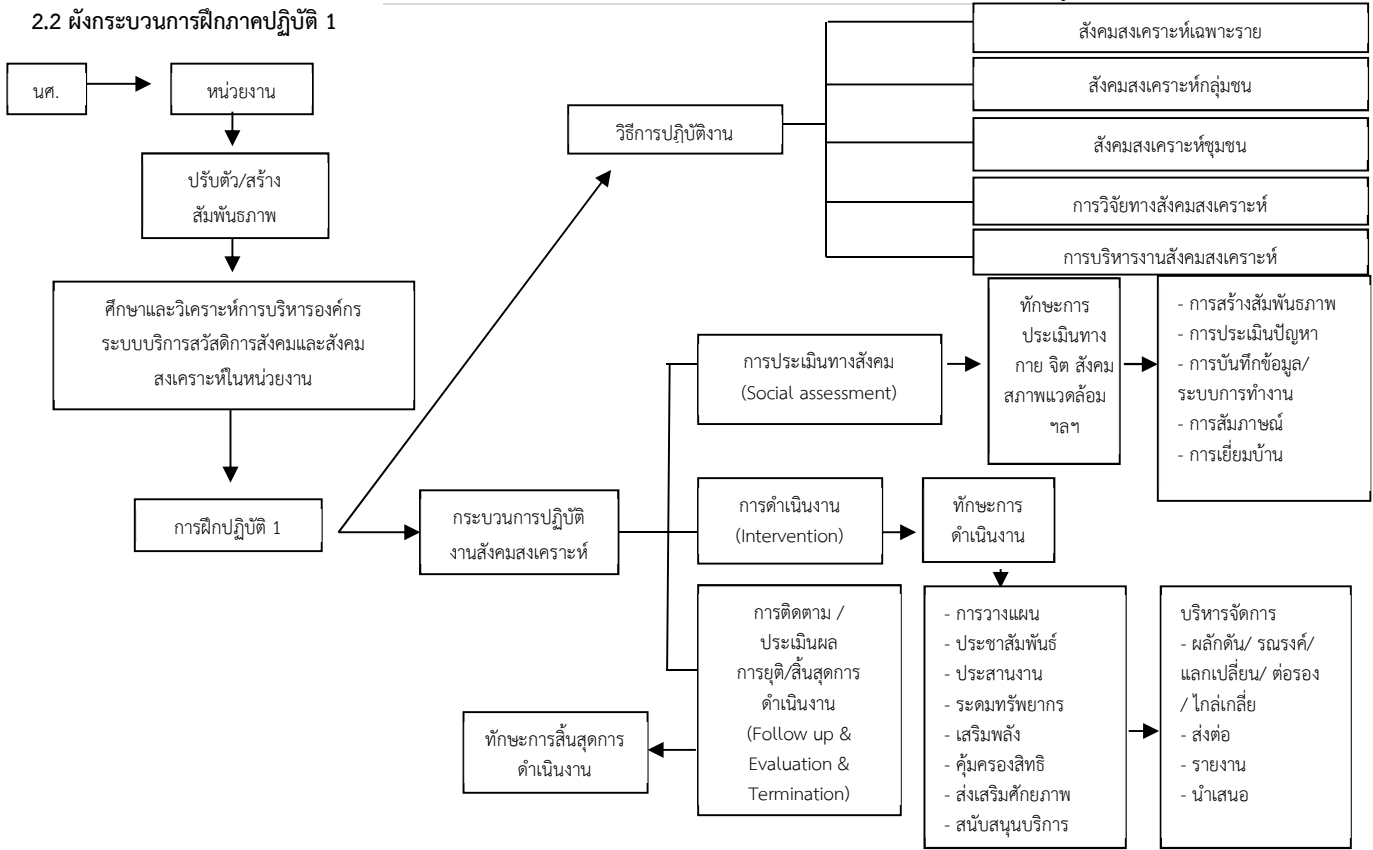 2.2 ผังกระบวนการฝึกภาคปฏิบัติ 1
นศ.
หน่วยงาน
ปรับตัว/สร้าง
สัมพันธภาพ
ศึกษาและวิเคราะห์การบริหารองค์กร
ระบบบริการสวัสดิการสังคมและสังคม
สงเคราะห์ในหน่วยงาน
การฝึกปฏิบัติ 1
วิธีการปฏิบัติงาน
สังคมสงเคราะห์เฉพาะราย
สังคมสงเคราะห์กลุ่มชน
สังคมสงเคราะห์ชุมชน
การวิจัยทางสังคมสงเคราะห์
การบริหารงานสังคมสงเคราะห์
กระบวนการปฏิบัติ
งานสังคมสงเคราะห์
การประเมินทางสังคม
(Social assessment)
ทักษะการ
ประเมินทาง
กาย จิต สังคม
สภาพแวดล้อม
ฯลฯ
- การสร้างสัมพันธภาพ
- การประเมินปัญหา
- การบันทึกข้อมูล/
ระบบการทำงาน
- การสัมภาษณ์
- การเยี่ยมบ้าน
การดำเนินงาน
(Intervention)
ทักษะการ
ดำเนินงาน
- การวางแผน
- ประชาสัมพันธ์
- ประสานงาน
- ระดมทรัพยากร
- เสริมพลัง
- คุ้มครองสิทธิ
- ส่งเสริมศักยภาพ
- สนับสนุนบริการ
บริหารจัดการ
- ผลักดัน/ รณรงค์/
แลกเปลี่ยน/ ต่อรอง
/ ไกล่เกลี่ย
- ส่งต่อ
- รายงาน
- นำเสนอ
การติดตาม /
ประเมินผล
การยุติ/สิ้นสุดการ
ดำเนินงาน
(Follow up &
Evaluation &
Termination)
ทักษะการสิ้นสุดการ
ดำเนินงาน